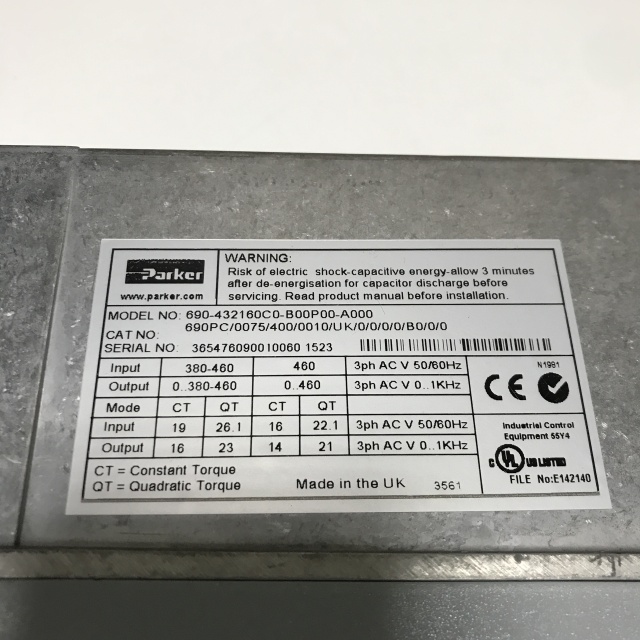 Parker
www.parker.com
WARNING:
Risk of electric shock-capacitive energy-allow 3 minutes
after de-energisation for capacitor discharge before
servicing. Read product manual before installation.
MODEL NO: 690-432160C0-B00P00-A000
CAT NO: 690PC/0075/400/0010/UK/0/0/0/0/B0/0/0
SERIAL NO: 365476090010060 1523
Input 380-460 460 3ph AC V 50/60Hz
Output 0..380-460 0..460 3ph AC V 0..1KHz
Mode CT QT CT QT
Input 19 26.1 16 22.1 3ph AC V 50/60Hz
Output 16 23 14 21 3ph AC V 0..1KHz
CT = Constant Torque
QT = Quadratic Torque
Made in the UK 3561
CE
N1981
Industrial Control
Equipment 55Y4
c UL US LISTED
FILE No:E142140